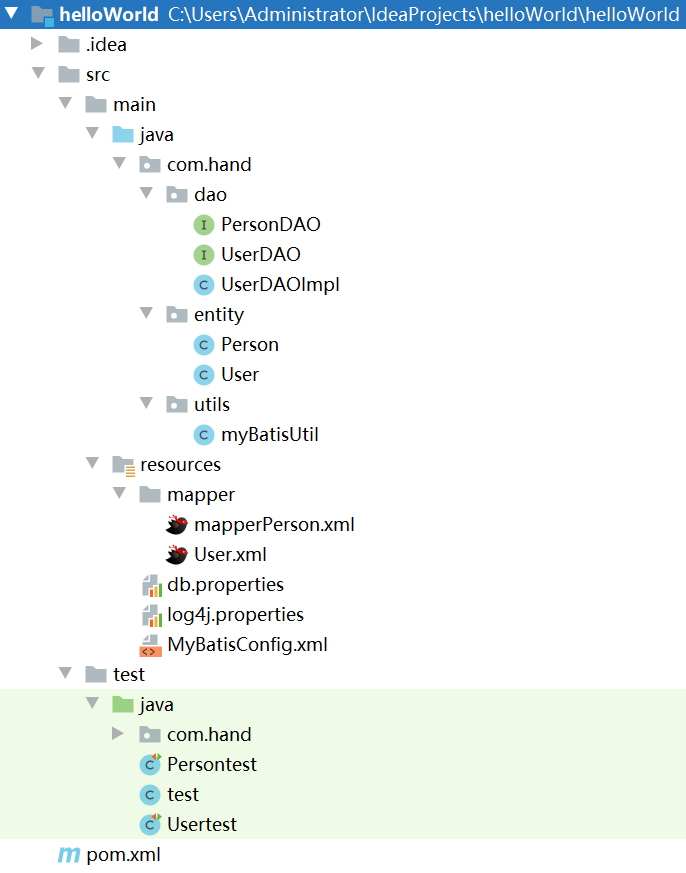 helloWorld C:\Users\Administrator\IdeaProjects\helloWorld\helloWorld
.idea
src
main
java
com.hand
dao
I PersonDAO
I UserDAO
C UserDAOImpl
entity
C Person
C User
utils
C myBatisUtil
resources
mapper
mapperPerson.xml
User.xml
db.properties
log4j.properties
<> MyBatisConfig.xml
test
java
com.hand
C Persontest
C test
C Usertest
m pom.xml